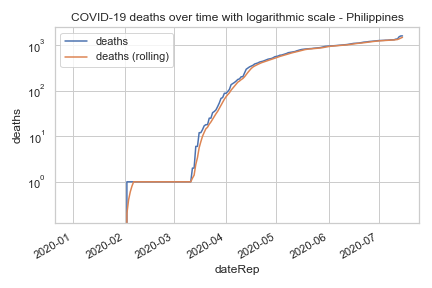 COVID-19 deaths over time with logarithmic scale - Philippines
deaths
deaths (rolling)
10³
10²
10¹
10⁰
deaths
2020-01
2020-02
2020-03
2020-04
2020-05
2020-06
2020-07
dateRep